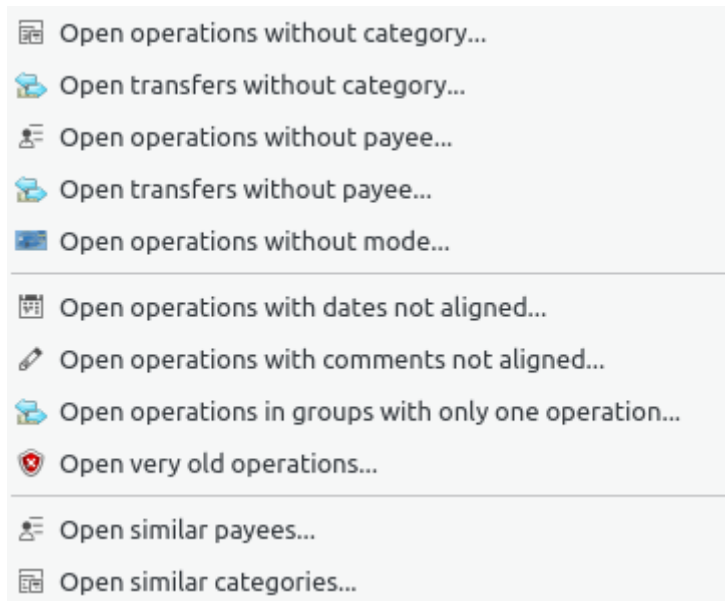 Open operations without category...
Open transfers without category...
Open operations without payee...
Open transfers without payee...
Open operations without mode...
Open operations with dates not aligned...
Open operations with comments not aligned...
Open operations in groups with only one operation...
Open very old operations...
Open similar payees...
Open similar categories...